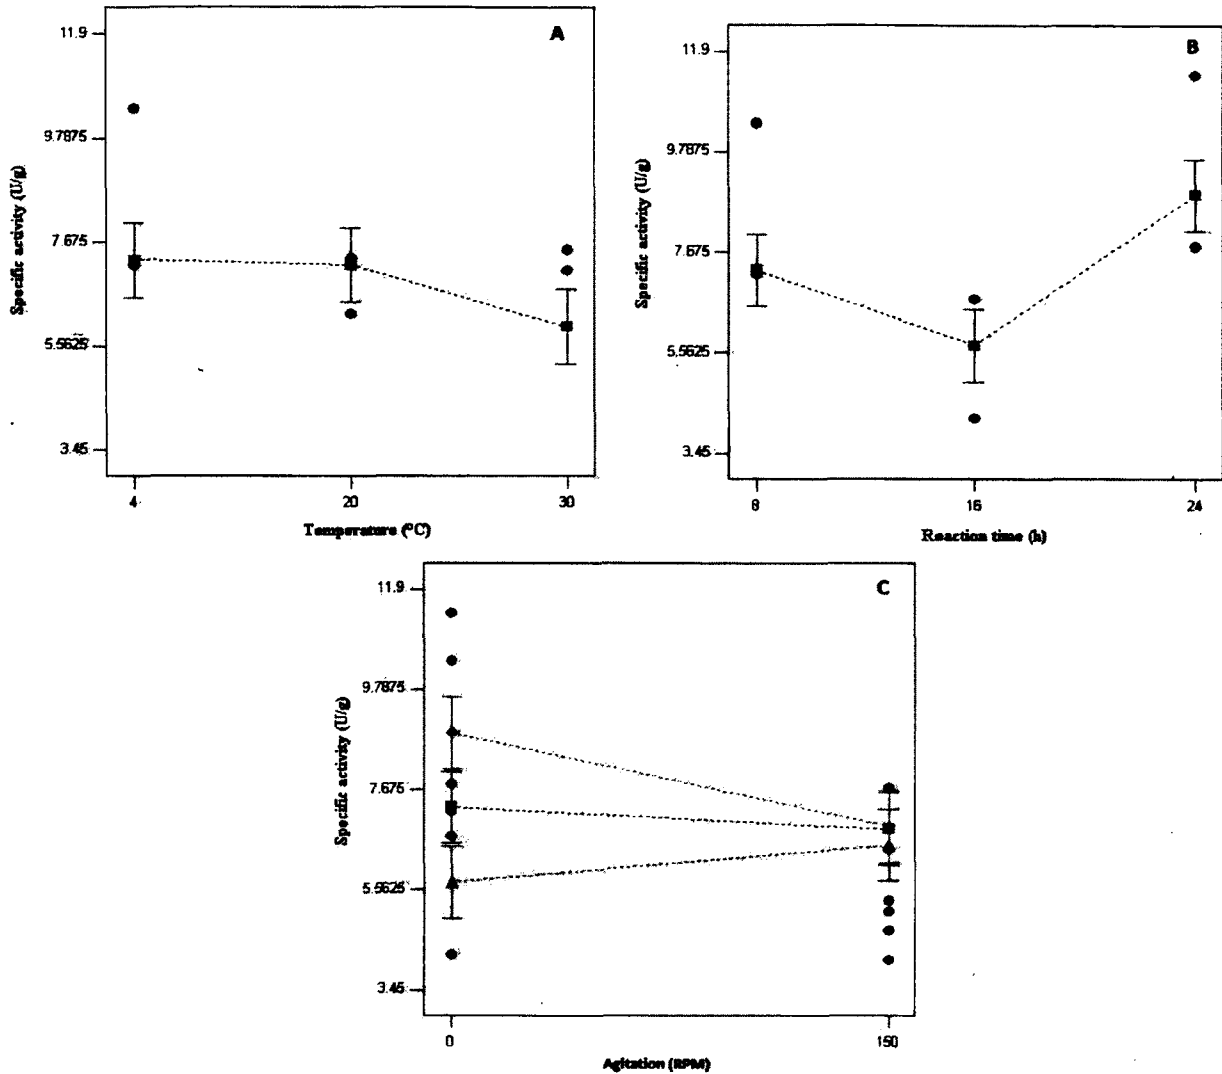 A
Specific activity (U/g)
11.9
9.7875
7.675
5.5625
3.45
4
20
30
Temperature (°C)
B
Specific activity (U/g)
11.9
9.7875
7.675
5.5625
3.45
8
16
24
Reaction time (h)
C
Specific activity (U/g)
11.9
9.7875
7.675
5.5625
3.45
0
150
Agitation (RPM)